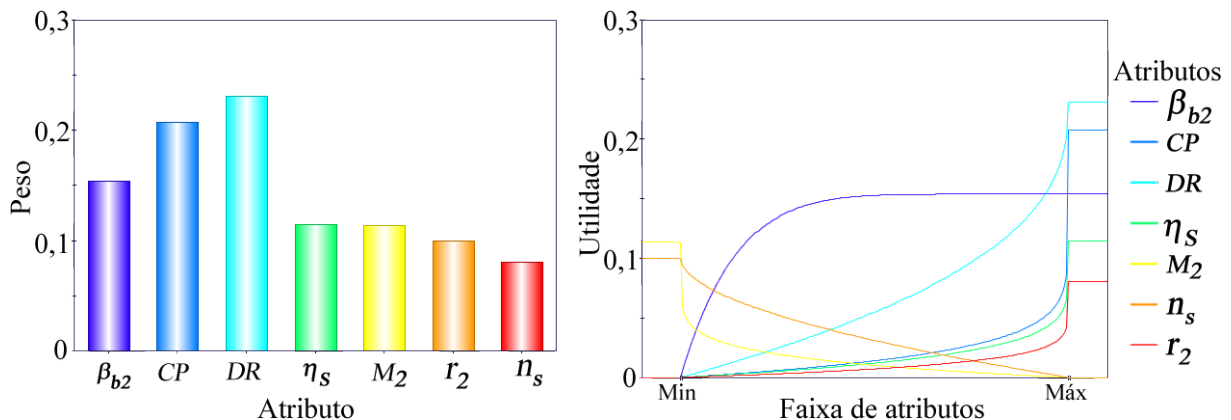 0,3
0,2
0,1
0
Peso
β_b2 CP DR η_S M_2 r_2 n_s
Atributo
0,3
0,2
0,1
0
Utilidade
Min Máx
Faixa de atributos
Atributos
β_b2
CP
DR
η_S
M_2
n_s
r_2